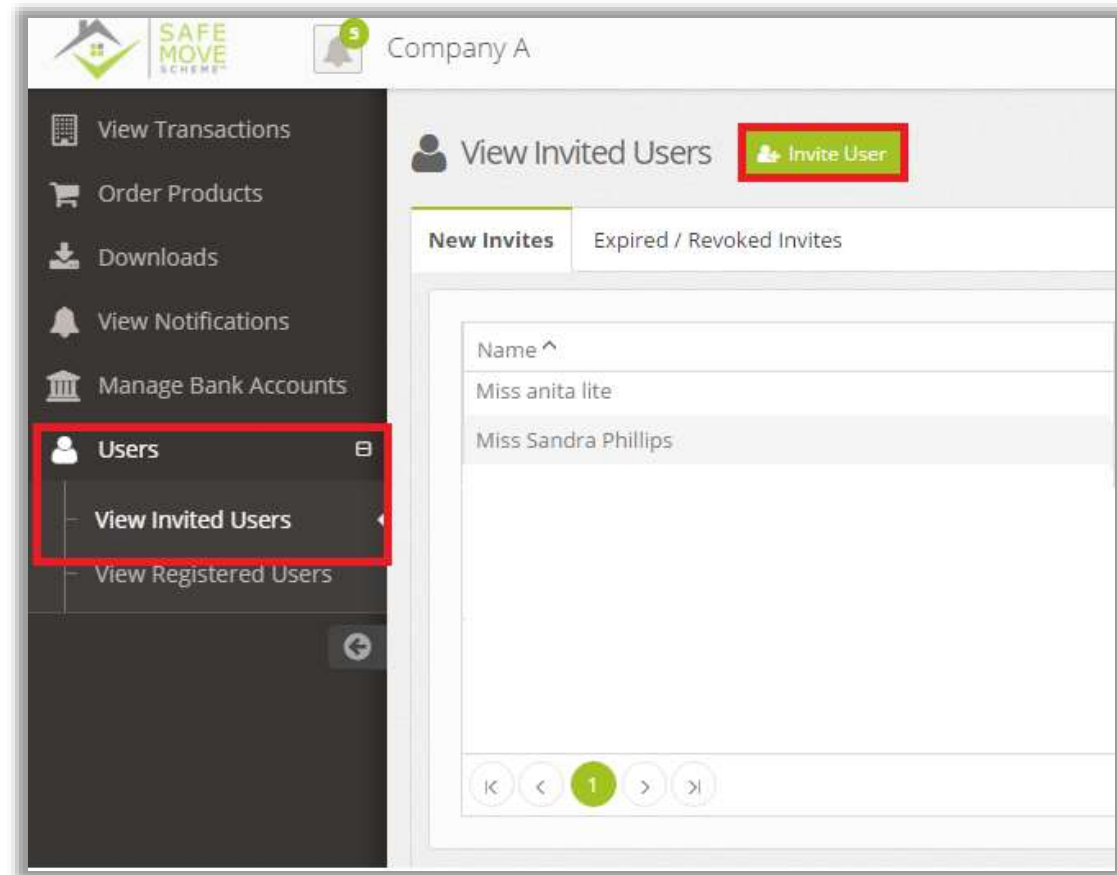 SAFE
MOVE
SCHEME™
5
Company A
View Transactions
Order Products
Downloads
View Notifications
Manage Bank Accounts
Users
View Invited Users
View Registered Users
View Invited Users
Invite User
New Invites
Expired / Revoked Invites
Name
Miss anita lite
Miss Sandra Phillips
1